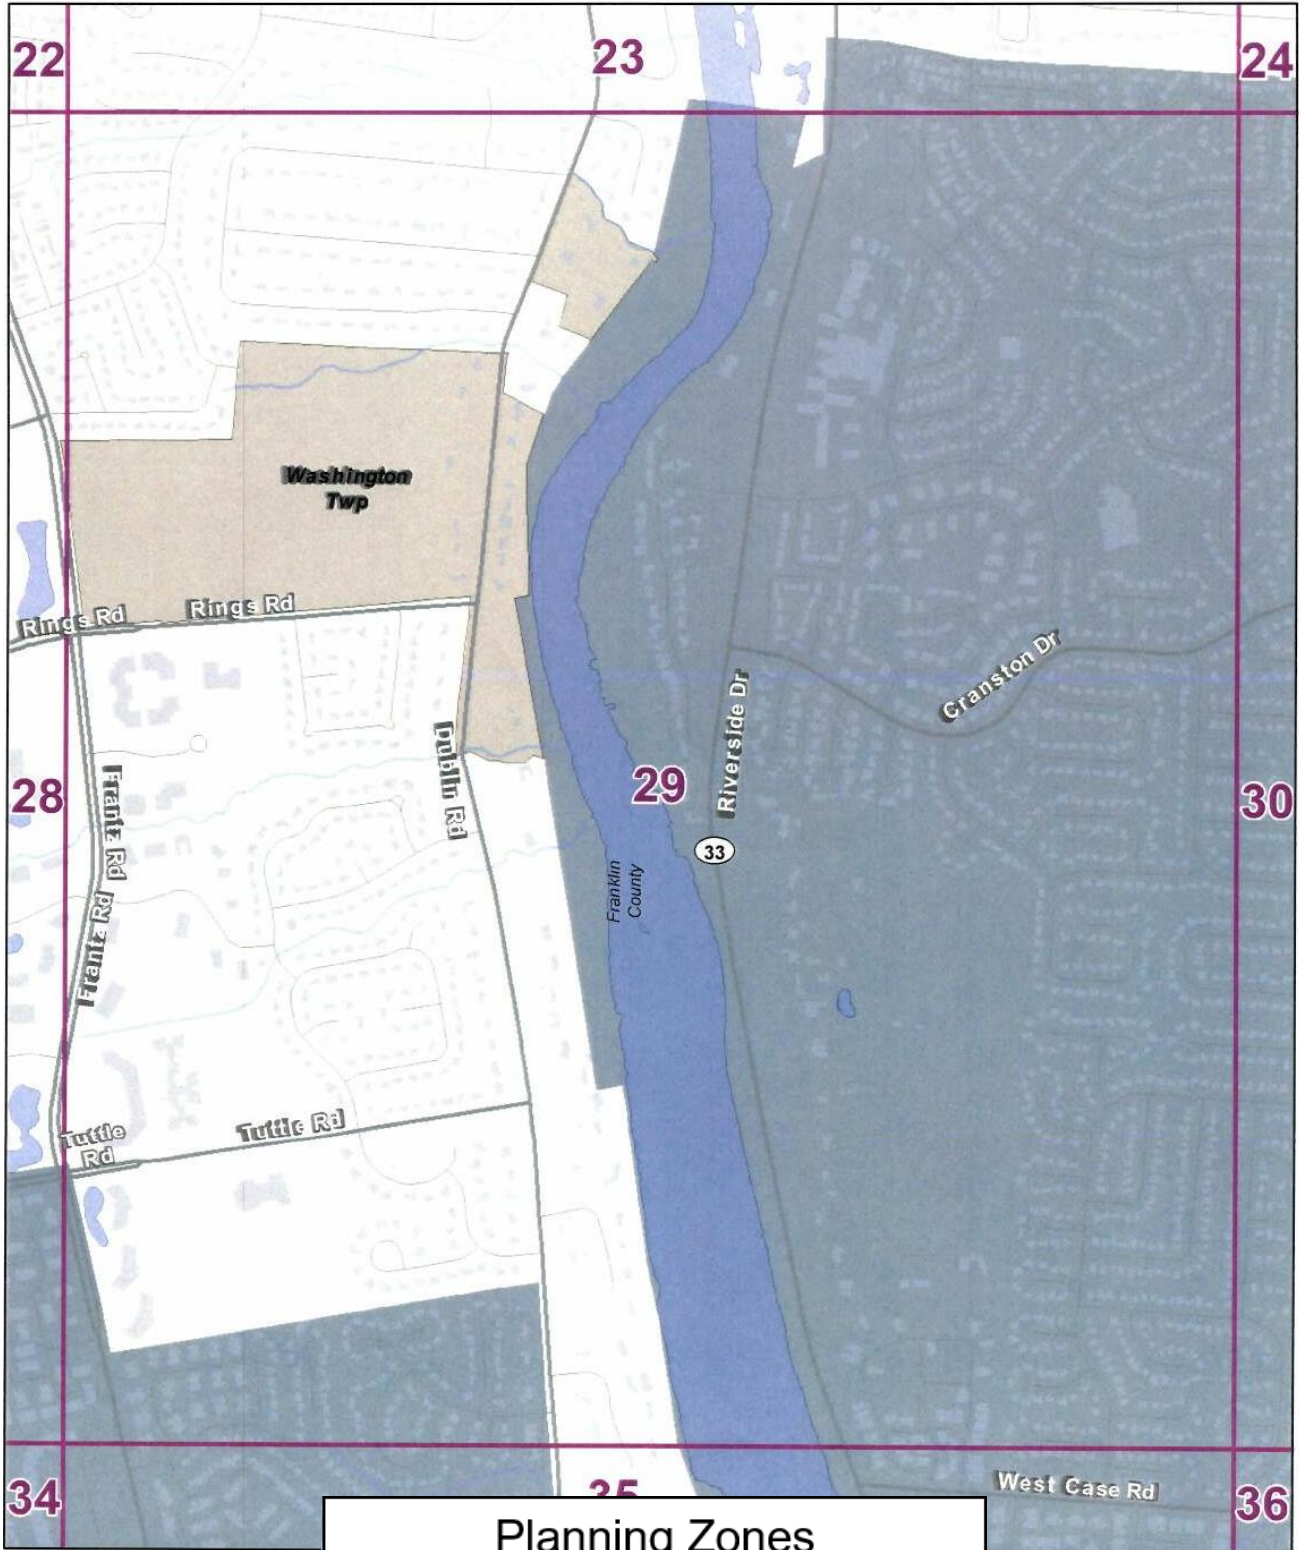 22
23
24
Washington
Twp
Rings Rd
Rings Rd
Cranston Dr
Riverside Dr
Dublin Rd
28
Frantz Rd
29
30
33
Franklin
County
Frantz Rd
Tuttle Rd
Tuttle
Rd
34
35
36
West Case Rd
Planning Zones